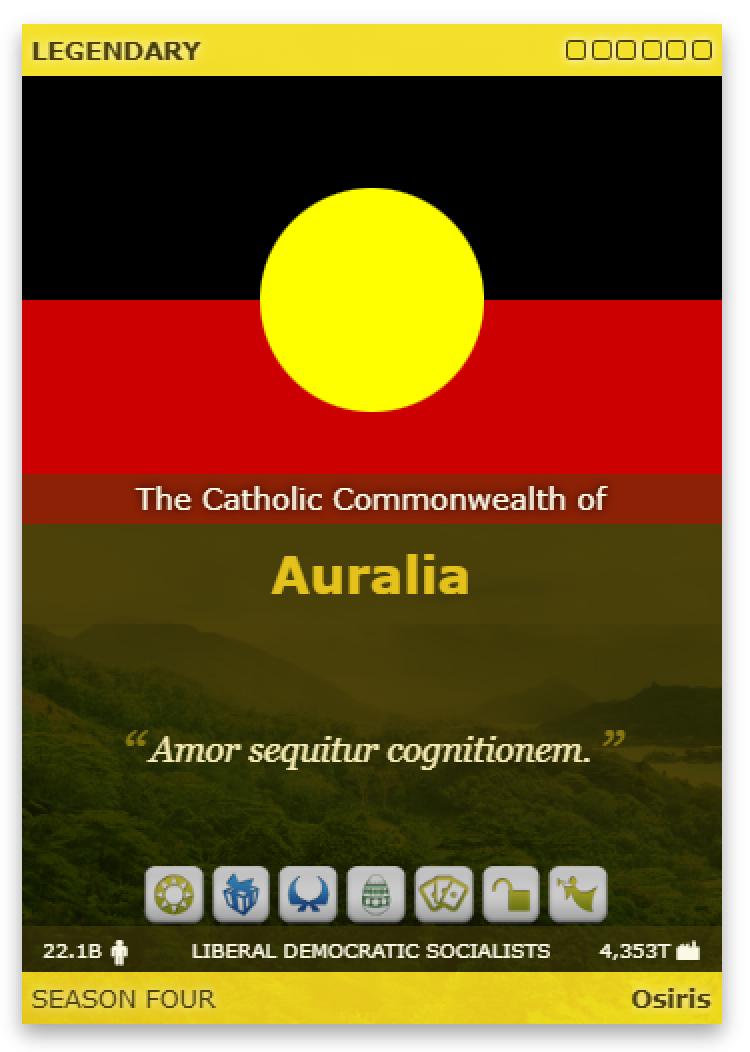 LEGENDARY
The Catholic Commonwealth of
Auralia
“Amor sequitur cognitionem.”
22.1B LIBERAL DEMOCRATIC SOCIALISTS 4,353T
SEASON FOUR Osiris